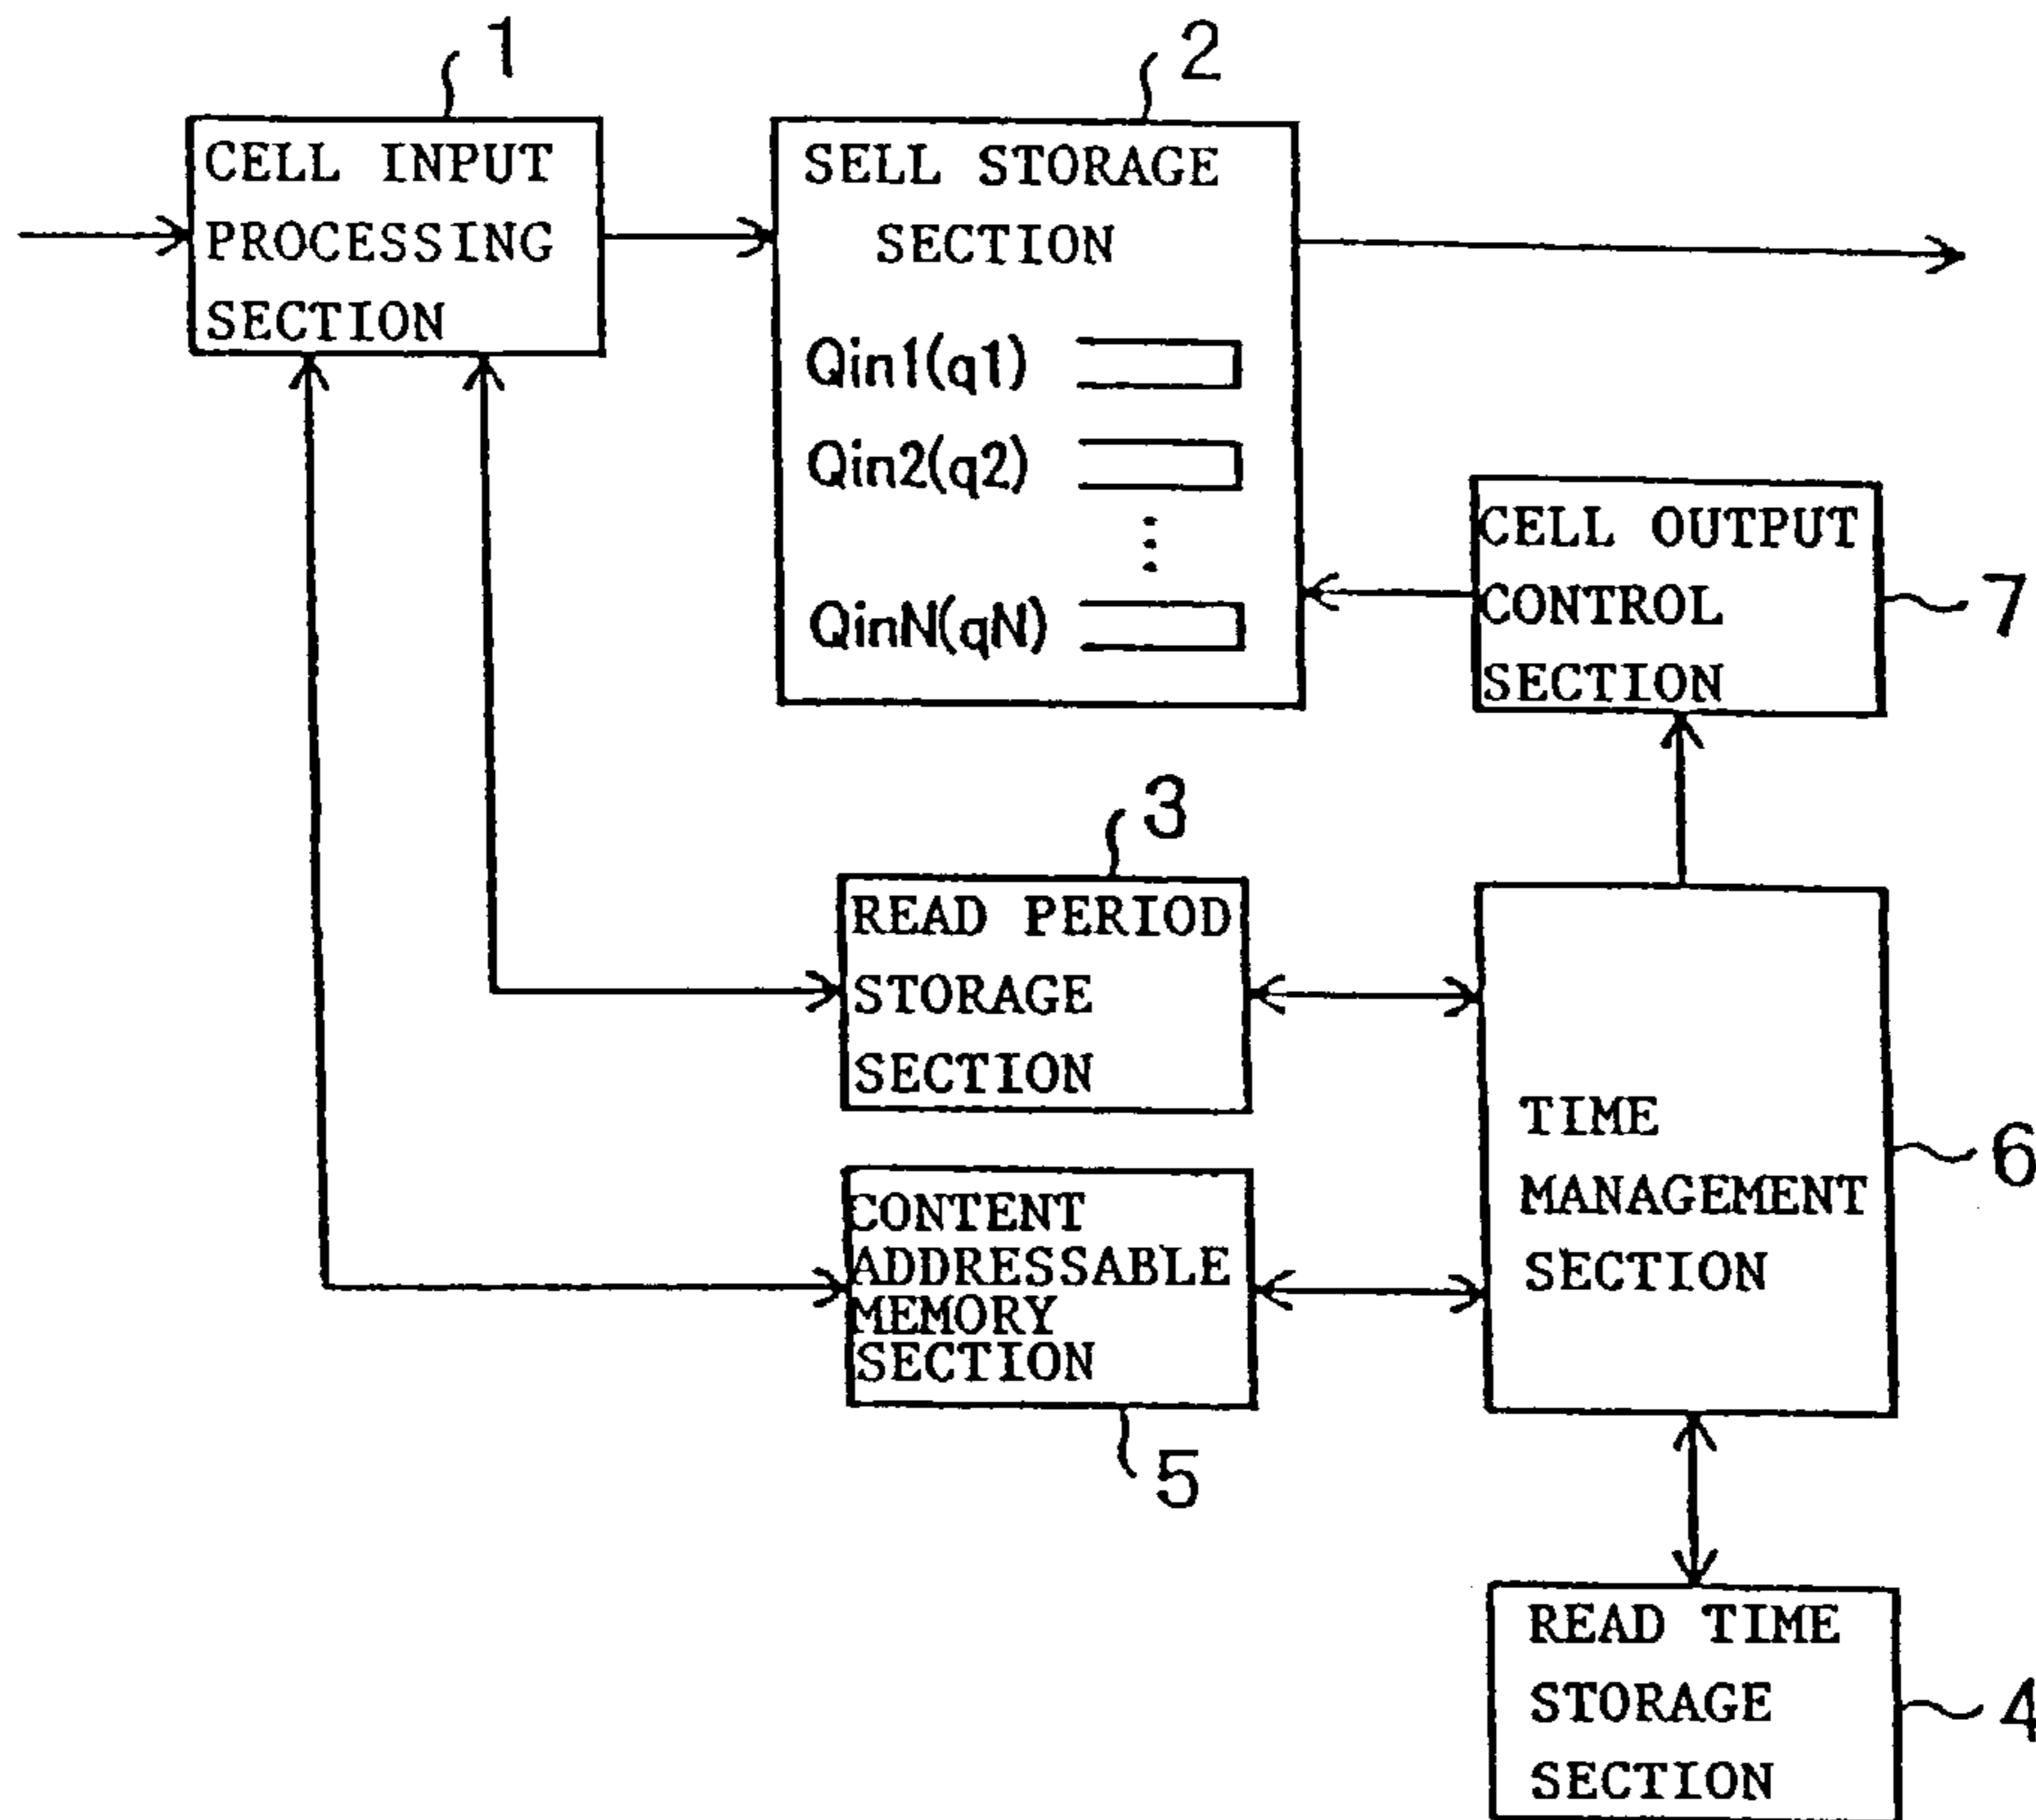 1
CELL INPUT
PROCESSING
SECTION
2
SELL STORAGE
SECTION
Qin1(q1)
Qin2(q2)
QinN(qN)
CELL OUTPUT
CONTROL
SECTION
7
3
READ PERIOD
STORAGE
SECTION
TIME
MANAGEMENT
SECTION
6
CONTENT
ADDRESSABLE
MEMORY
SECTION
5
READ TIME
STORAGE
SECTION
4